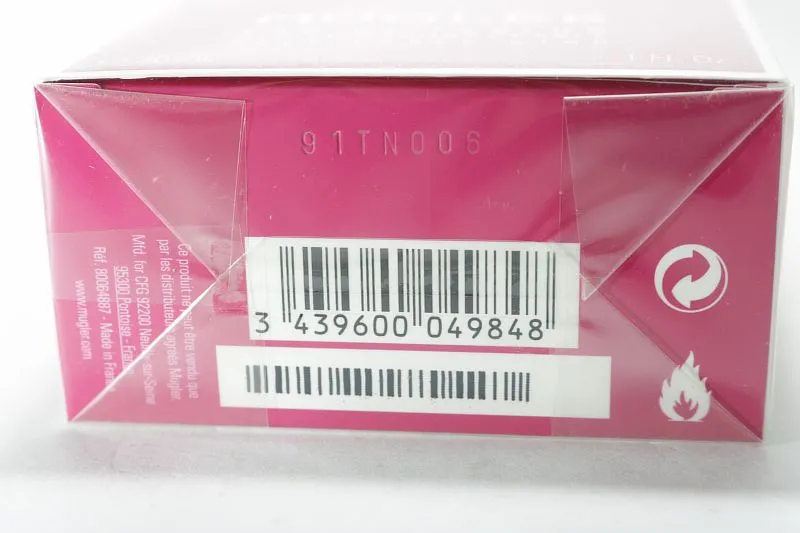 91TN006
3 439600 049848
Ce produit ne peut être vendu que
par les distributeurs agréés Mugler.
Mfd. for CFG 92200 Neuilly-sur-Seine
95300 Pontoise - France
Réf. 80064887 - Made in France
www.mugler.com